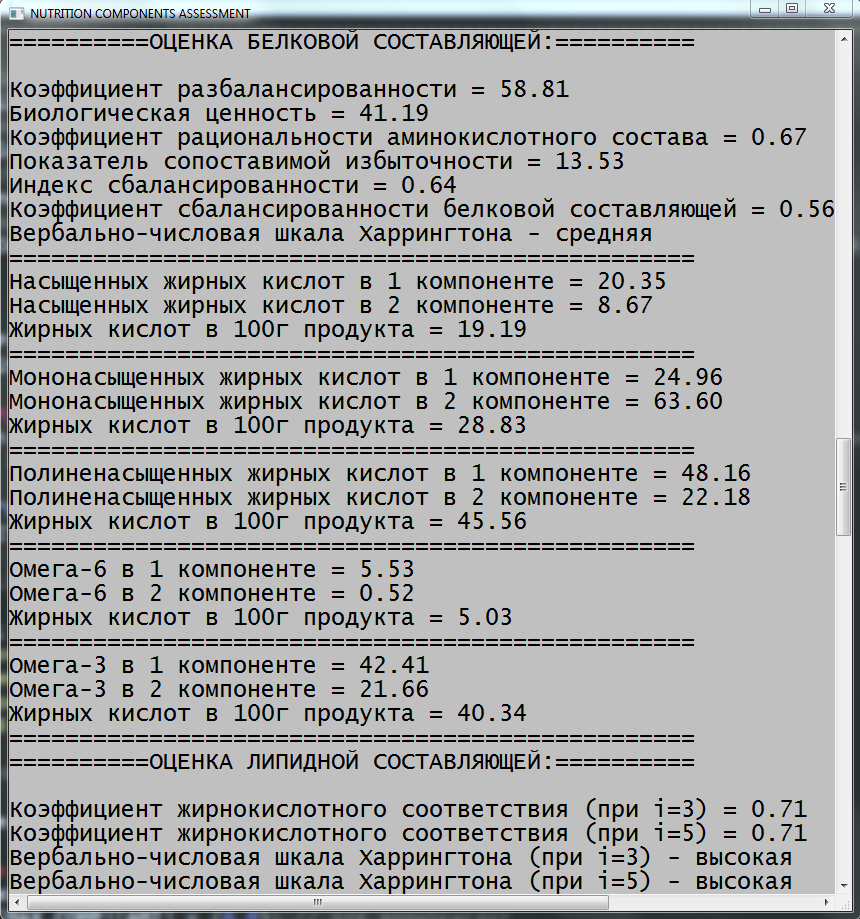 NUTRITION COMPONENTS ASSESSMENT
==========ОЦЕНКА БЕЛКОВОЙ СОСТАВЛЯЮЩЕЙ:==========
Коэффициент разбалансированности = 58.81
Биологическая ценность = 41.19
Коэффициент рациональности аминокислотного состава = 0.67
Показатель сопоставимой избыточности = 13.53
Индекс сбалансированности = 0.64
Коэффициент сбалансированности белковой составляющей = 0.56
Вербально-числовая шкала Харрингтона - средняя
=================================================
Насыщенных жирных кислот в 1 компоненте = 20.35
Насыщенных жирных кислот в 2 компоненте = 8.67
Жирных кислот в 100г продукта = 19.19
=================================================
Мононасыщенных жирных кислот в 1 компоненте = 24.96
Мононасыщенных жирных кислот в 2 компоненте = 63.60
Жирных кислот в 100г продукта = 28.83
=================================================
Полиненасыщенных жирных кислот в 1 компоненте = 48.16
Полиненасыщенных жирных кислот в 2 компоненте = 22.18
Жирных кислот в 100г продукта = 45.56
=================================================
Омега-6 в 1 компоненте = 5.53
Омега-6 в 2 компоненте = 0.52
Жирных кислот в 100г продукта = 5.03
=================================================
Омега-3 в 1 компоненте = 42.41
Омега-3 в 2 компоненте = 21.66
Жирных кислот в 100г продукта = 40.34
=================================================
==========ОЦЕНКА ЛИПИДНОЙ СОСТАВЛЯЮЩЕЙ:==========
Коэффициент жирнокислотного соответствия (при i=3) = 0.71
Коэффициент жирнокислотного соответствия (при i=5) = 0.71
Вербально-числовая шкала Харрингтона (при i=3) - высокая
Вербально-числовая шкала Харрингтона (при i=5) - высокая